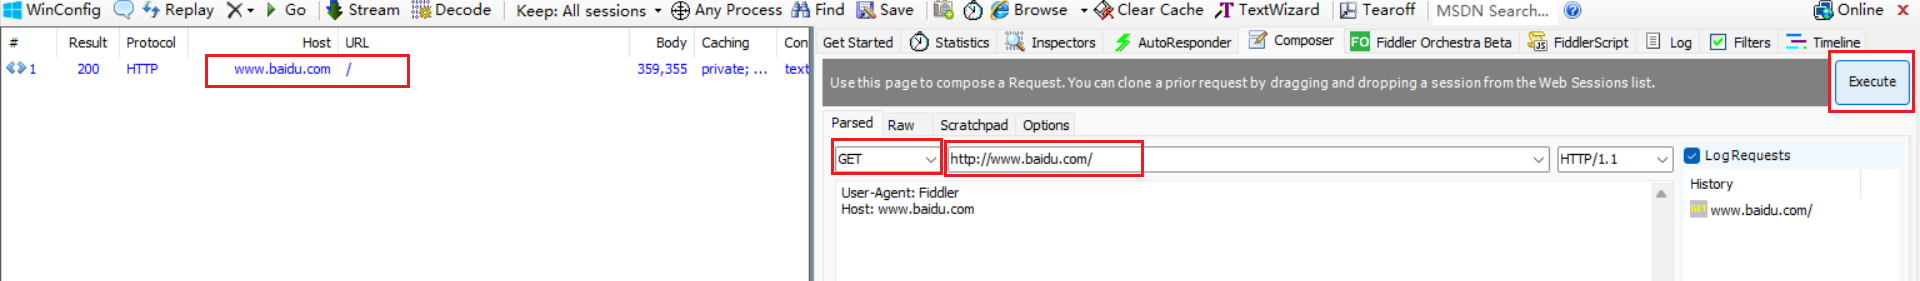 WinConfig Replay Go Stream Decode Keep: All sessions Any Process Find Save Browse Clear Cache TextWizard Tearoff MSDN Search... Online
# Result Protocol Host URL Body Caching Con
1 200 HTTP www.baidu.com / 359,355 private; ... text
Get Started Statistics Inspectors AutoResponder Composer FO Fiddler Orchestra Beta FiddlerScript Log Filters Timeline
Use this page to compose a Request. You can clone a prior request by dragging and dropping a session from the Web Sessions list.
Execute
Parsed Raw Scratchpad Options
GET http://www.baidu.com/ HTTP/1.1
User-Agent: Fiddler
Host: www.baidu.com
Log Requests
History
GET www.baidu.com/